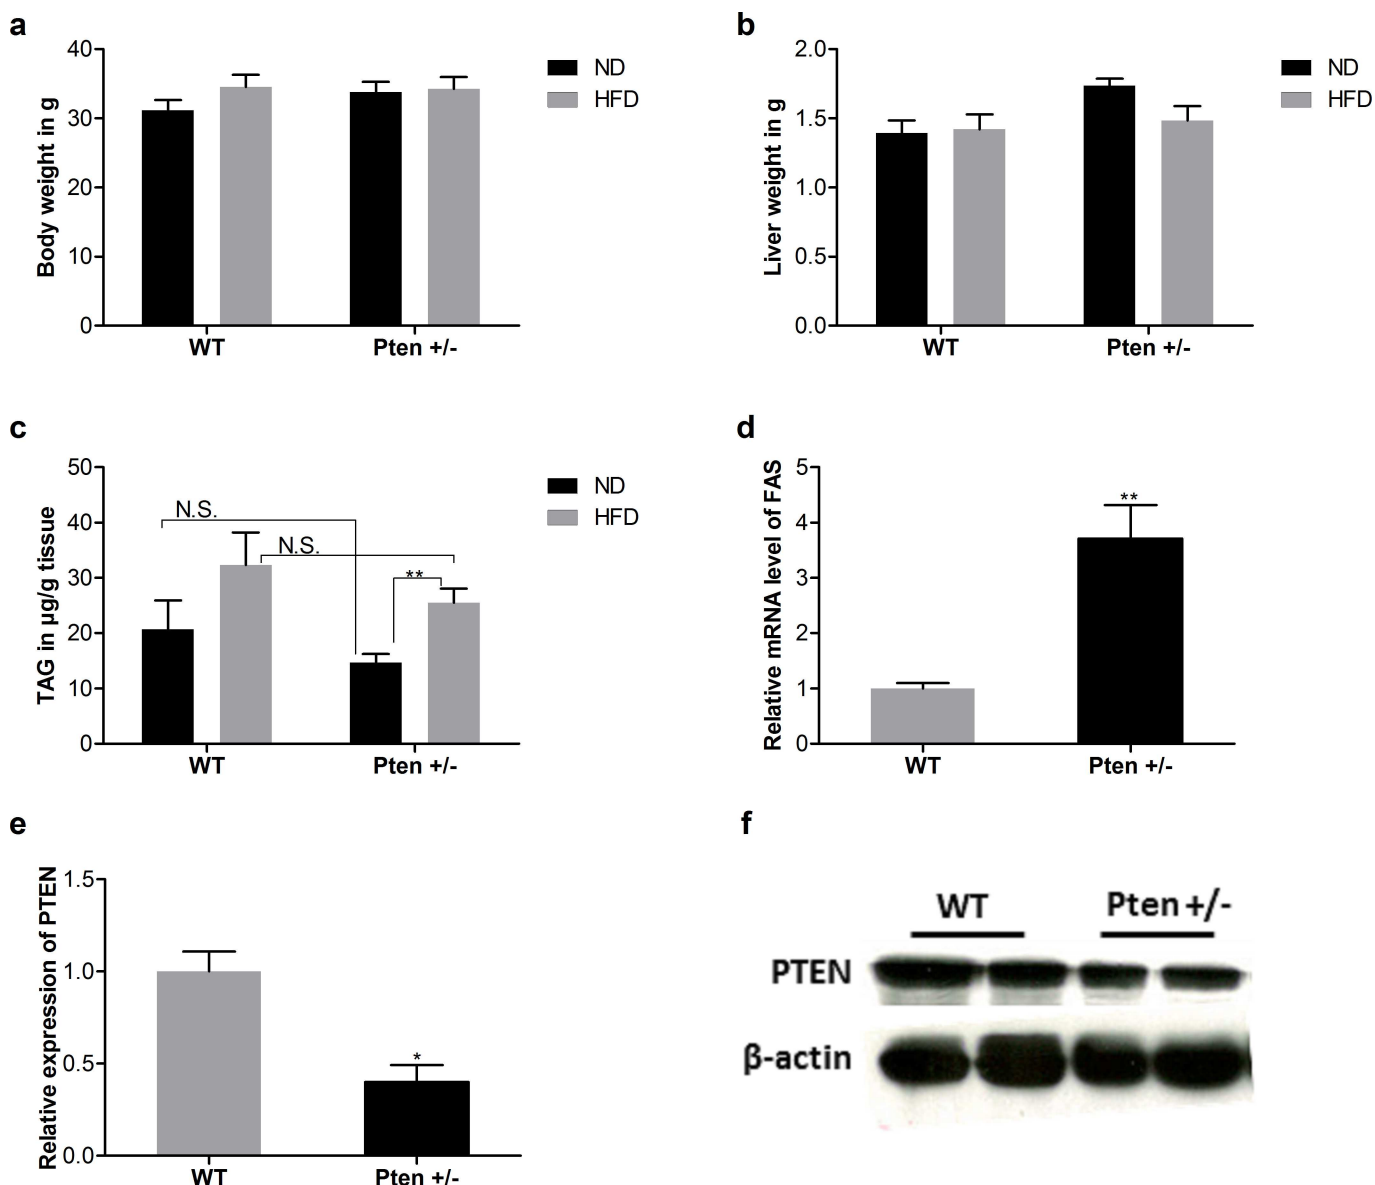 a
Body weight in g
40
30
20
10
0
WT
Pten +/-
ND
HFD
b
Liver weight in g
2.0
1.5
1.0
0.5
0.0
WT
Pten +/-
ND
HFD
c
TAG in µg/g tissue
50
40
30
20
10
0
N.S.
N.S.
**
WT
Pten +/-
ND
HFD
d
Relative mRNA level of FAS
5
4
3
2
1
0
**
WT
Pten +/-
e
Relative expression of PTEN
1.5
1.0
0.5
0.0
*
WT
Pten +/-
f
WT
Pten +/-
PTEN
β-actin